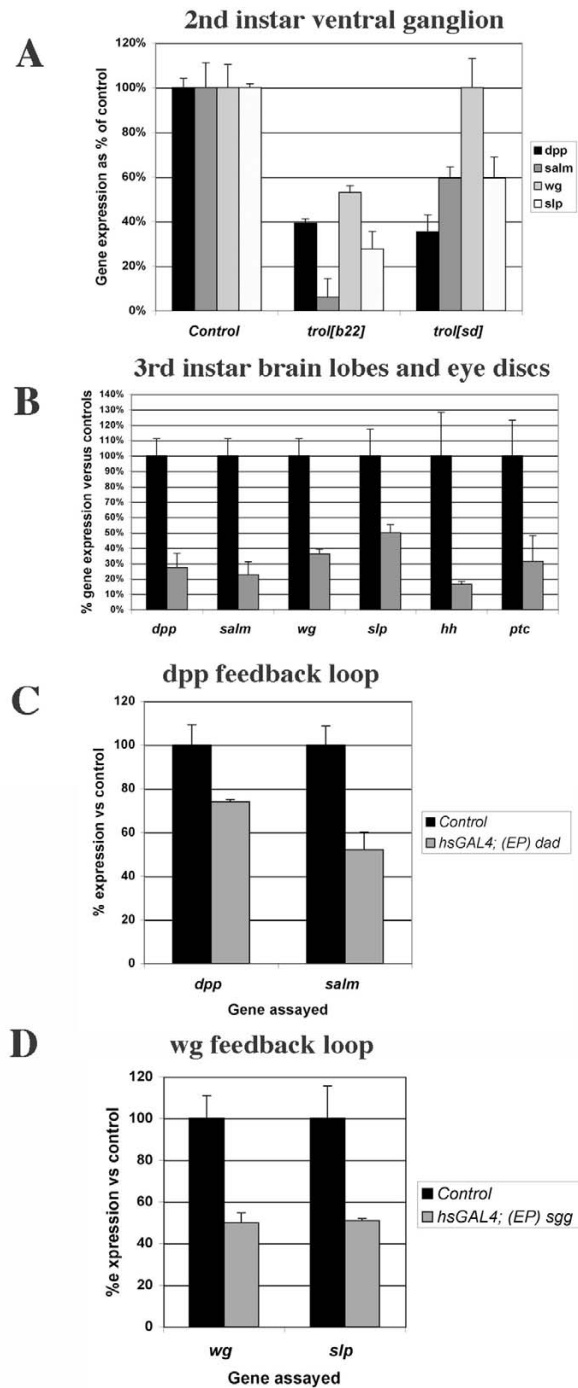 A
2nd instar ventral ganglion
Gene expression as % of control
120%
100%
80%
60%
40%
20%
0%
Control
trol[b22]
trol[sd]
dpp
salm
wg
slp
B
3rd instar brain lobes and eye discs
% gene expression versus controls
140%
130%
120%
110%
100%
90%
80%
70%
60%
50%
40%
30%
20%
10%
0%
dpp
salm
wg
slp
hh
ptc
C
dpp feedback loop
% expression vs control
120
100
80
60
40
20
0
dpp
salm
Gene assayed
Control
hsGAL4; (EP) dad
D
wg feedback loop
%e xpression vs control
120
100
80
60
40
20
0
wg
slp
Gene assayed
Control
hsGAL4; (EP) sgg